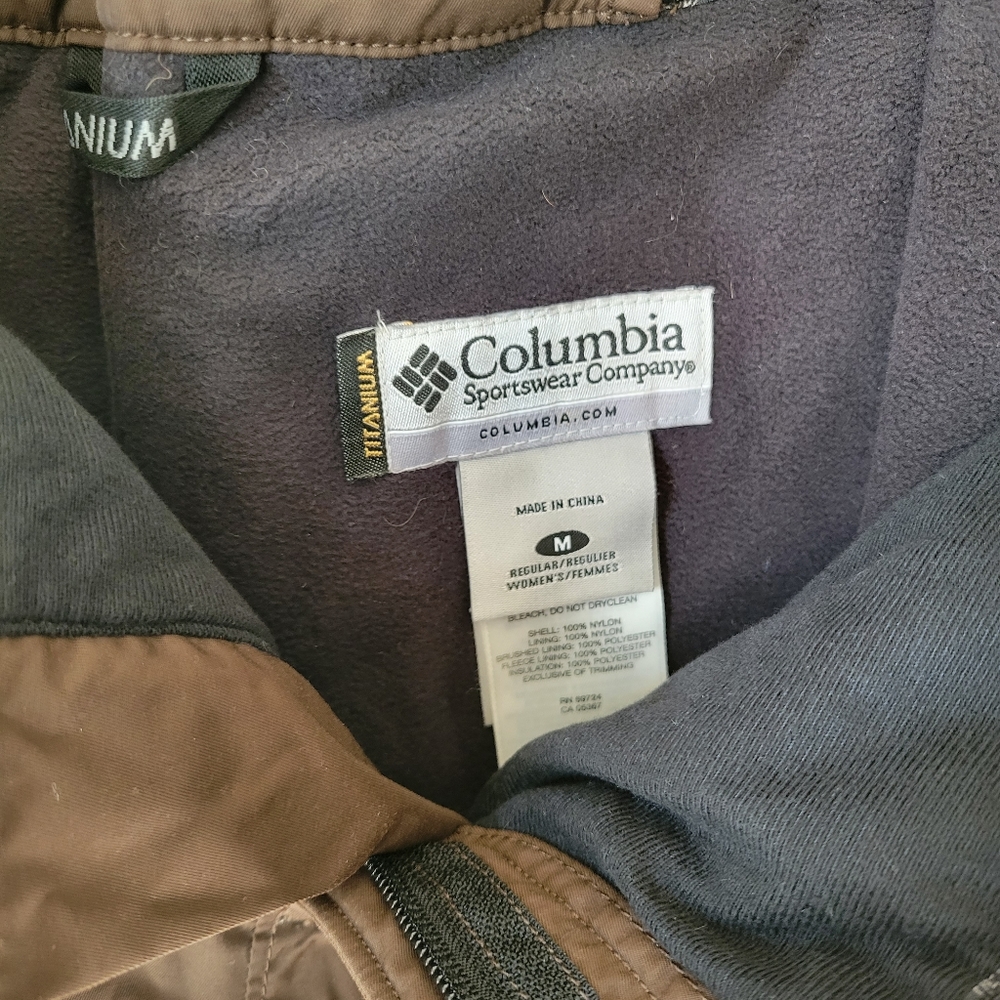 ANIUM
TITANIUM
Columbia
Sportswear Company®
COLUMBIA.COM
MADE IN CHINA
M
REGULAR/REGULIER
WOMEN'S/FEMMES
BLEACH, DO NOT DRYCLEAN
SHELL: 100% NYLON
LINING: 100% NYLON
BRUSHED LINING: 100% POLYESTER
FLEECE LINING: 100% POLYESTER
INSULATION: 100% POLYESTER
EXCLUSIVE OF TRIMMING
RN 69724
CA 05367